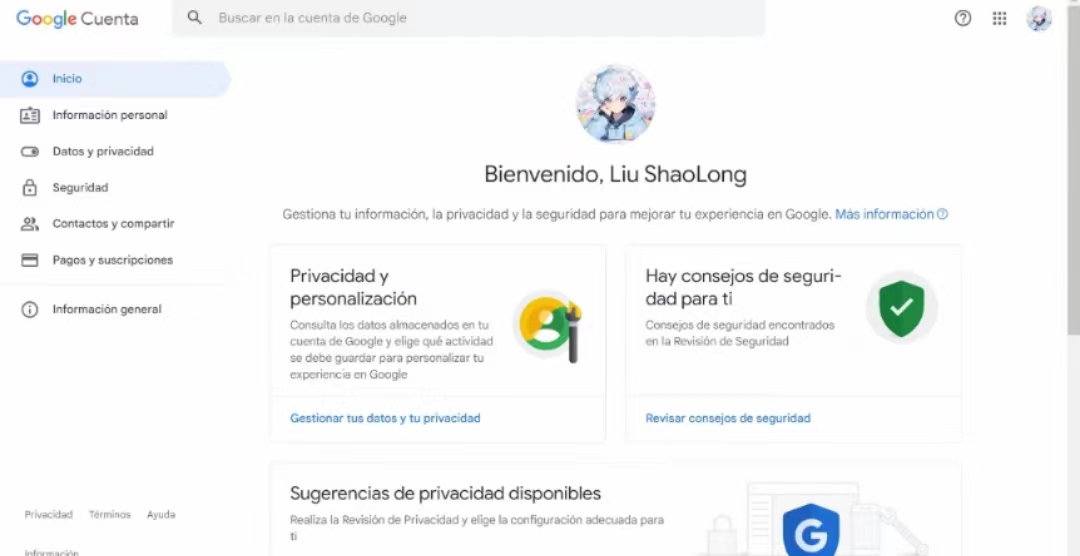 Google Cuenta
Buscar en la cuenta de Google
Inicio
Información personal
Datos y privacidad
Seguridad
Contactos y compartir
Pagos y suscripciones
Información general
Privacidad Términos Ayuda
Información
Bienvenido, Liu ShaoLong
Gestiona tu información, la privacidad y la seguridad para mejorar tu experiencia en Google. Más información
Privacidad y
personalización
Consulta los datos almacenados en tu
cuenta de Google y elige qué actividad
se debe guardar para personalizar tu
experiencia en Google
Gestionar tus datos y tu privacidad
Hay consejos de seguri-
dad para ti
Consejos de seguridad encontrados
en la Revisión de Seguridad
Revisar consejos de seguridad
Sugerencias de privacidad disponibles
Realiza la Revisión de Privacidad y elige la configuración adecuada para
ti
G